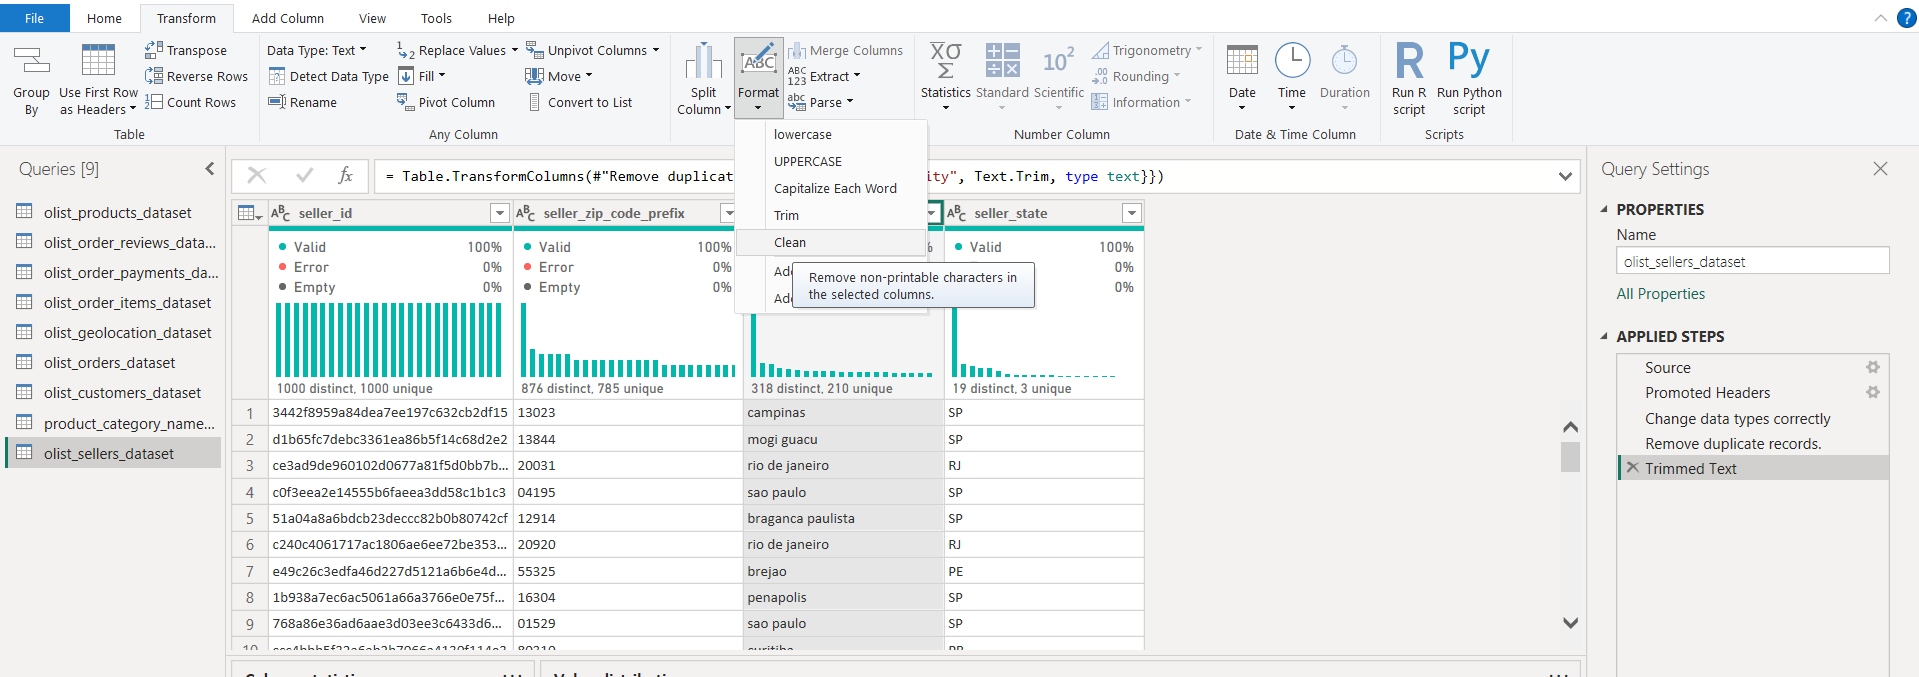 File Home Transform Add Column View Tools Help
Group By
Use First Row as Headers
Transpose
Reverse Rows
Count Rows
Table
Data Type: Text
Detect Data Type
Rename
Replace Values
Fill
Pivot Column
Unpivot Columns
Move
Convert to List
Any Column
Split Column
Format
Merge Columns
Extract
Parse
Statistics
Standard
Scientific
Trigonometry
Rounding
Information
Number Column
Date
Time
Duration
Date & Time Column
Run R script
Run Python script
Scripts
lowercase
UPPERCASE
Capitalize Each Word
Trim
Clean
Remove non-printable characters in
the selected columns.
Queries [9]
olist_products_dataset
olist_order_reviews_data...
olist_order_payments_da...
olist_order_items_dataset
olist_geolocation_dataset
olist_orders_dataset
olist_customers_dataset
product_category_name...
olist_sellers_dataset
= Table.TransformColumns(#"Remove duplicat ity", Text.Trim, type text}})
seller_id seller_zip_code_prefix seller_state
Valid 100% Valid 100% % Valid 100%
Error 0% Error 0% 0%
Empty 0% Empty 0% 0%
1000 distinct, 1000 unique 876 distinct, 785 unique 318 distinct, 210 unique 19 distinct, 3 unique
1 3442f8959a84dea7ee197c632cb2df15 13023 campinas SP
2 d1b65fc7debc3361ea86b5f14c68d2e2 13844 mogi guacu SP
3 ce3ad9de960102d0677a81f5d0bb7b... 20031 rio de janeiro RJ
4 c0f3eea2e14555b6faeea3dd58c1b1c3 04195 sao paulo SP
5 51a04a8a6bdcb23deccc82b0b80742cf 12914 braganca paulista SP
6 c240c4061717ac1806ae6ee72be353... 20920 rio de janeiro RJ
7 e49c26c3edfa46d227d5121a6b6e4d... 55325 brejao PE
8 1b938a7ec6ac5061a66a3766e0e75f... 16304 penapolis SP
9 768a86e36ad6aae3d03ee3c6433d6... 01529 sao paulo SP
Query Settings
PROPERTIES
Name
olist_sellers_dataset
All Properties
APPLIED STEPS
Source
Promoted Headers
Change data types correctly
Remove duplicate records.
Trimmed Text